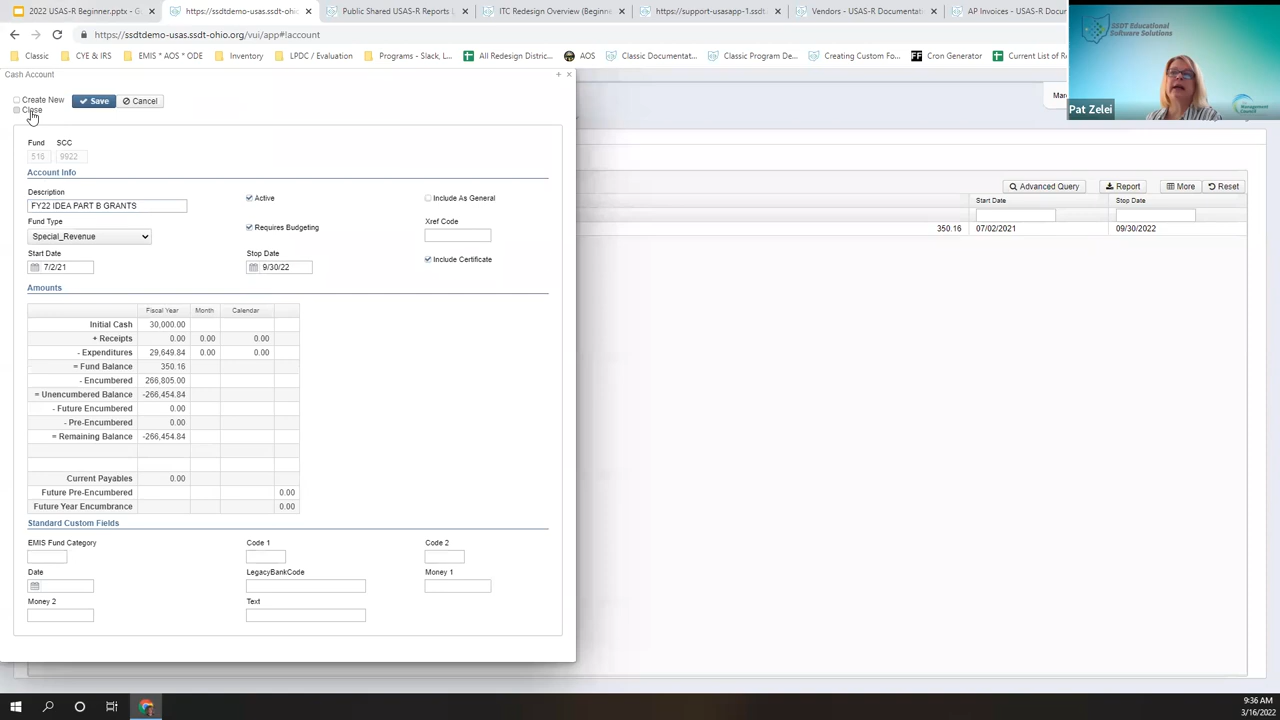 2022 USAS-R Beginner.pptx - G
https://ssdtdemo-usas.ssdt-ohio
Public Shared USAS-R Reports L
ITC Redesign Overview (Beginne
https://support-usasapp-1.ssdt.
Vendors - USAS-R Documentati
AP Invoices - USAS-R Docum
https://ssdtdemo-usas.ssdt-ohio.org/vui/app#!account
Classic
CYE & IRS
EMIS * AOS * ODE
Inventory
LPDC / Evaluation
Programs - Slack, L...
All Redesign Distric...
AOS
Classic Documentat...
Classic Program De...
Creating Custom Fo...
Cron Generator
Current List of R
SSDT Educational
Software Solutions
Management
Council
Pat Zelei
Cash Account
Create New
Close
Save
Cancel
Mar
Fund SCC
516 9922
Account Info
Description
FY22 IDEA PART B GRANTS
Active
Include As General
Fund Type
Special_Revenue
Requires Budgeting
Xref Code
Start Date
7/2/21
Stop Date
9/30/22
Include Certificate
Amounts
Fiscal Year Month Calendar
Initial Cash 30,000.00
+ Receipts 0.00 0.00 0.00
- Expenditures 29,649.84 0.00 0.00
= Fund Balance 350.16
- Encumbered 266,805.00
= Unencumbered Balance -266,454.84
- Future Encumbered 0.00
- Pre-Encumbered 0.00
= Remaining Balance -266,454.84
Current Payables 0.00
Future Pre-Encumbered 0.00
Future Year Encumbrance 0.00
Standard Custom Fields
EMIS Fund Category Code 1 Code 2
Date LegacyBankCode Money 1
Money 2 Text
Advanced Query
Report
More
Reset
Start Date Stop Date
350.16 07/02/2021 09/30/2022
9:36 AM
3/16/2022